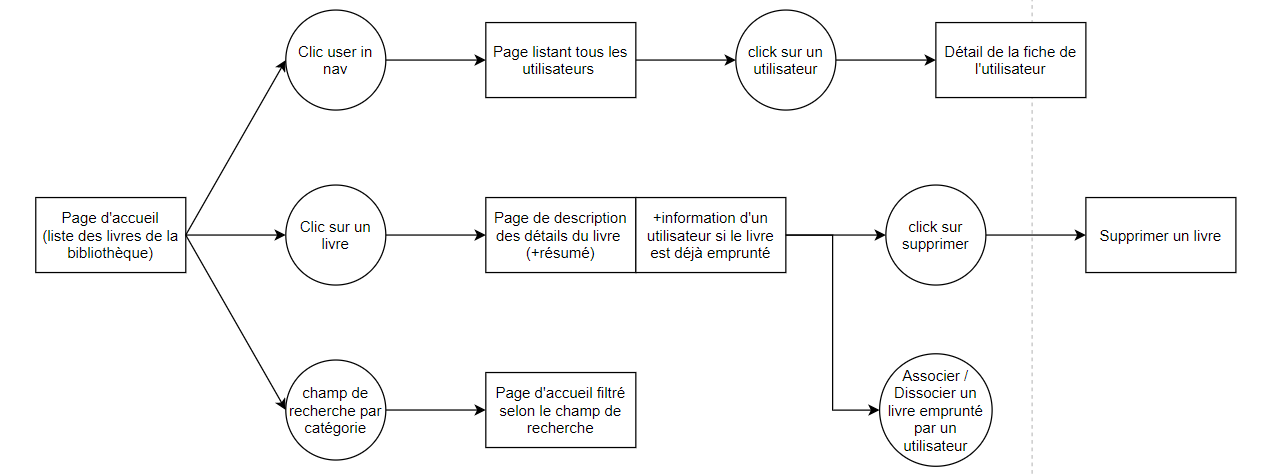 Clic user in
nav
Page listant tous les
utilisateurs
click sur un
utilisateur
Détail de la fiche de
l'utilisateur
Page d'accueil
(liste des livres de la
bibliothèque)
Clic sur un
livre
Page de description
des détails du livre
(+résumé)
+information d'un
utilisateur si le livre
est déjà emprunté
click sur
supprimer
Supprimer un livre
champ de
recherche par
catégorie
Page d'accueil filtré
selon le champ de
recherche
Associer /
Dissocier un
livre emprunté
par un
utilisateur